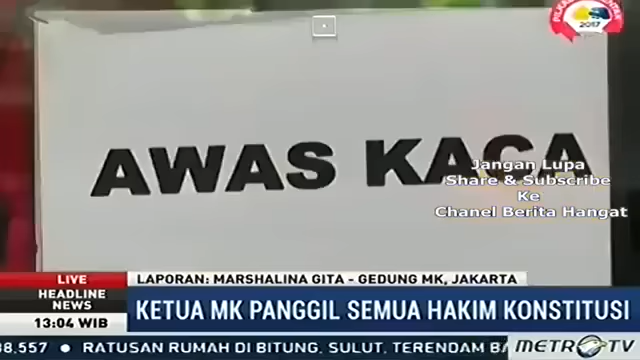 2017
AWAS KACA
Jangan Lupa
Share & Subscribe
Ke
Chanel Berita Hangat
LIVE
LAPORAN: MARSHALINA GITA - GEDUNG MK, JAKARTA
HEADLINE
NEWS
KETUA MK PANGGIL SEMUA HAKIM KONSTITUSI
13:04 WIB
38,557 ● RATUSAN RUMAH DI BITUNG, SULUT, TERENDAM BA
METRO TV